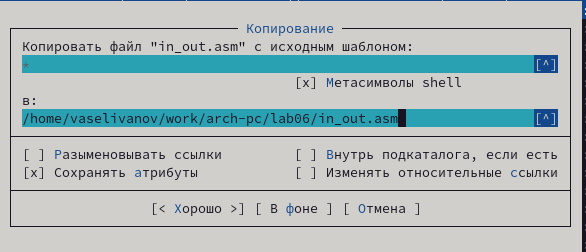 Копирование
Копировать файл "in_out.asm" с исходным шаблоном:
* [^]
[x] Метасимволы shell
в:
/home/vaselivanov/work/arch-pc/lab06/in_out.asm [^]
[ ] Разыменовывать ссылки [ ] Внутрь подкаталога, если есть
[x] Сохранять атрибуты [ ] Изменять относительные ссылки
[< Хорошо >] [ В фоне ] [ Отмена ]